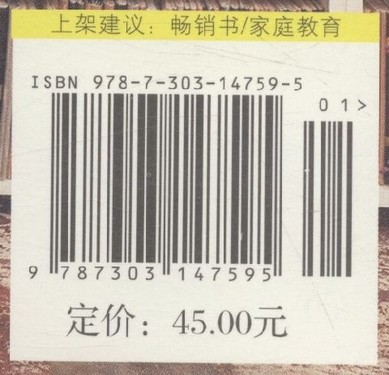 上架建议：畅销书/家庭教育
ISBN 978-7-303-14759-5
01>
9 787303 147595
定价：45.00元